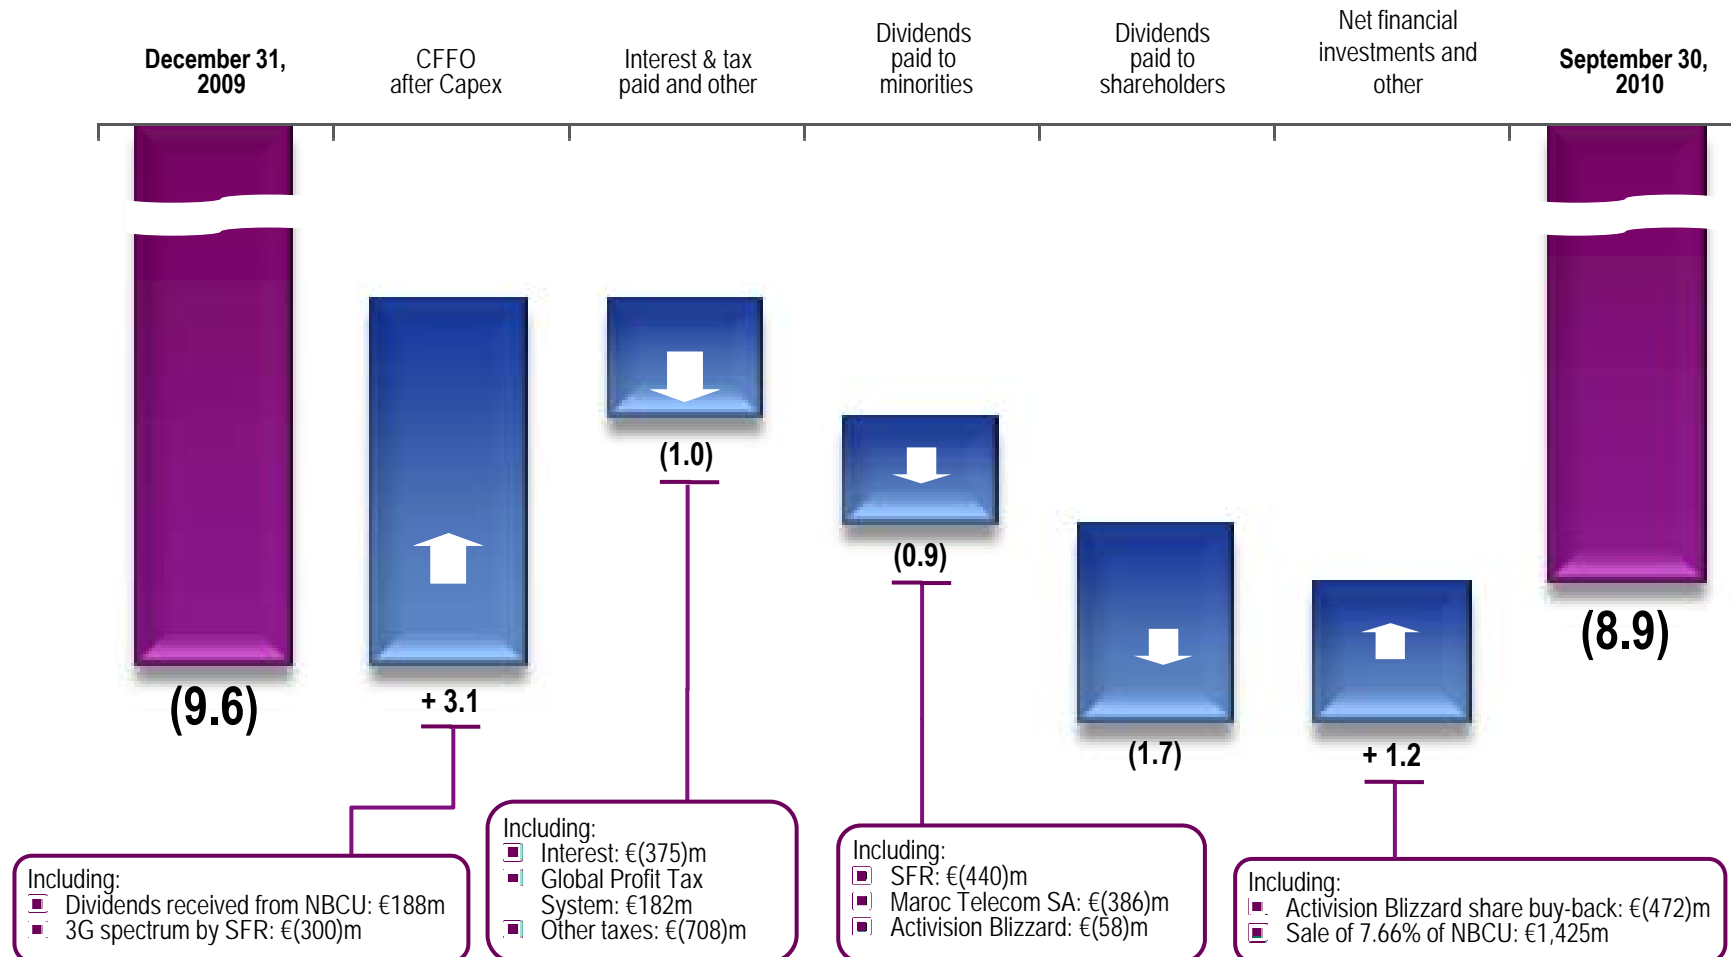 December 31,
2009
CFFO
after Capex
Interest & tax
paid and other
Dividends
paid to
minorities
Dividends
paid to
shareholders
Net financial
investments and
other
September 30,
2010
(9.6)
+ 3.1
(1.0)
(0.9)
(1.7)
+ 1.2
(8.9)
Including:
Dividends received from NBCU: €188m
3G spectrum by SFR: €(300)m
Including:
Interest: €(375)m
Global Profit Tax
System: €182m
Other taxes: €(708)m
Including:
SFR: €(440)m
Maroc Telecom SA: €(386)m
Activision Blizzard: €(58)m
Including:
Activision Blizzard share buy-back: €(472)m
Sale of 7.66% of NBCU: €1,425m